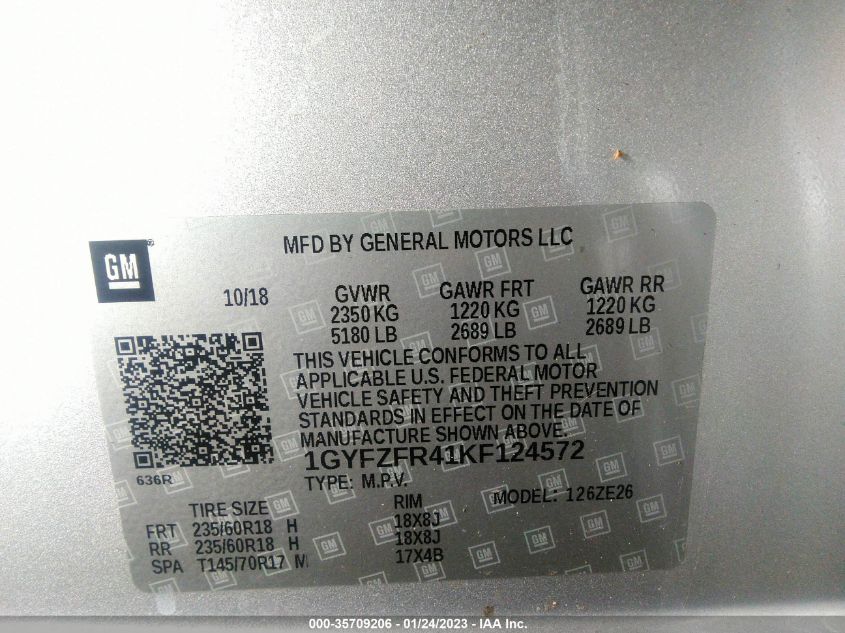 MFD BY GENERAL MOTORS LLC
GM
®
10/18
GVWR GAWR FRT GAWR RR
2350 KG 1220 KG 1220 KG
5180 LB 2689 LB 2689 LB
THIS VEHICLE CONFORMS TO ALL
APPLICABLE U.S. FEDERAL MOTOR
VEHICLE SAFETY AND THEFT PREVENTION
STANDARDS IN EFFECT ON THE DATE OF
MANUFACTURE SHOWN ABOVE.
1GYFZFR41KF124572
636R
TYPE: M.P.V. MODEL: 126ZE26
TIRE SIZE RIM
FRT 235/60R18 H 18X8J
RR 235/60R18 H 18X8J
SPA T145/70R17 M 17X4B
000-35709206 - 01/24/2023 - IAA Inc.